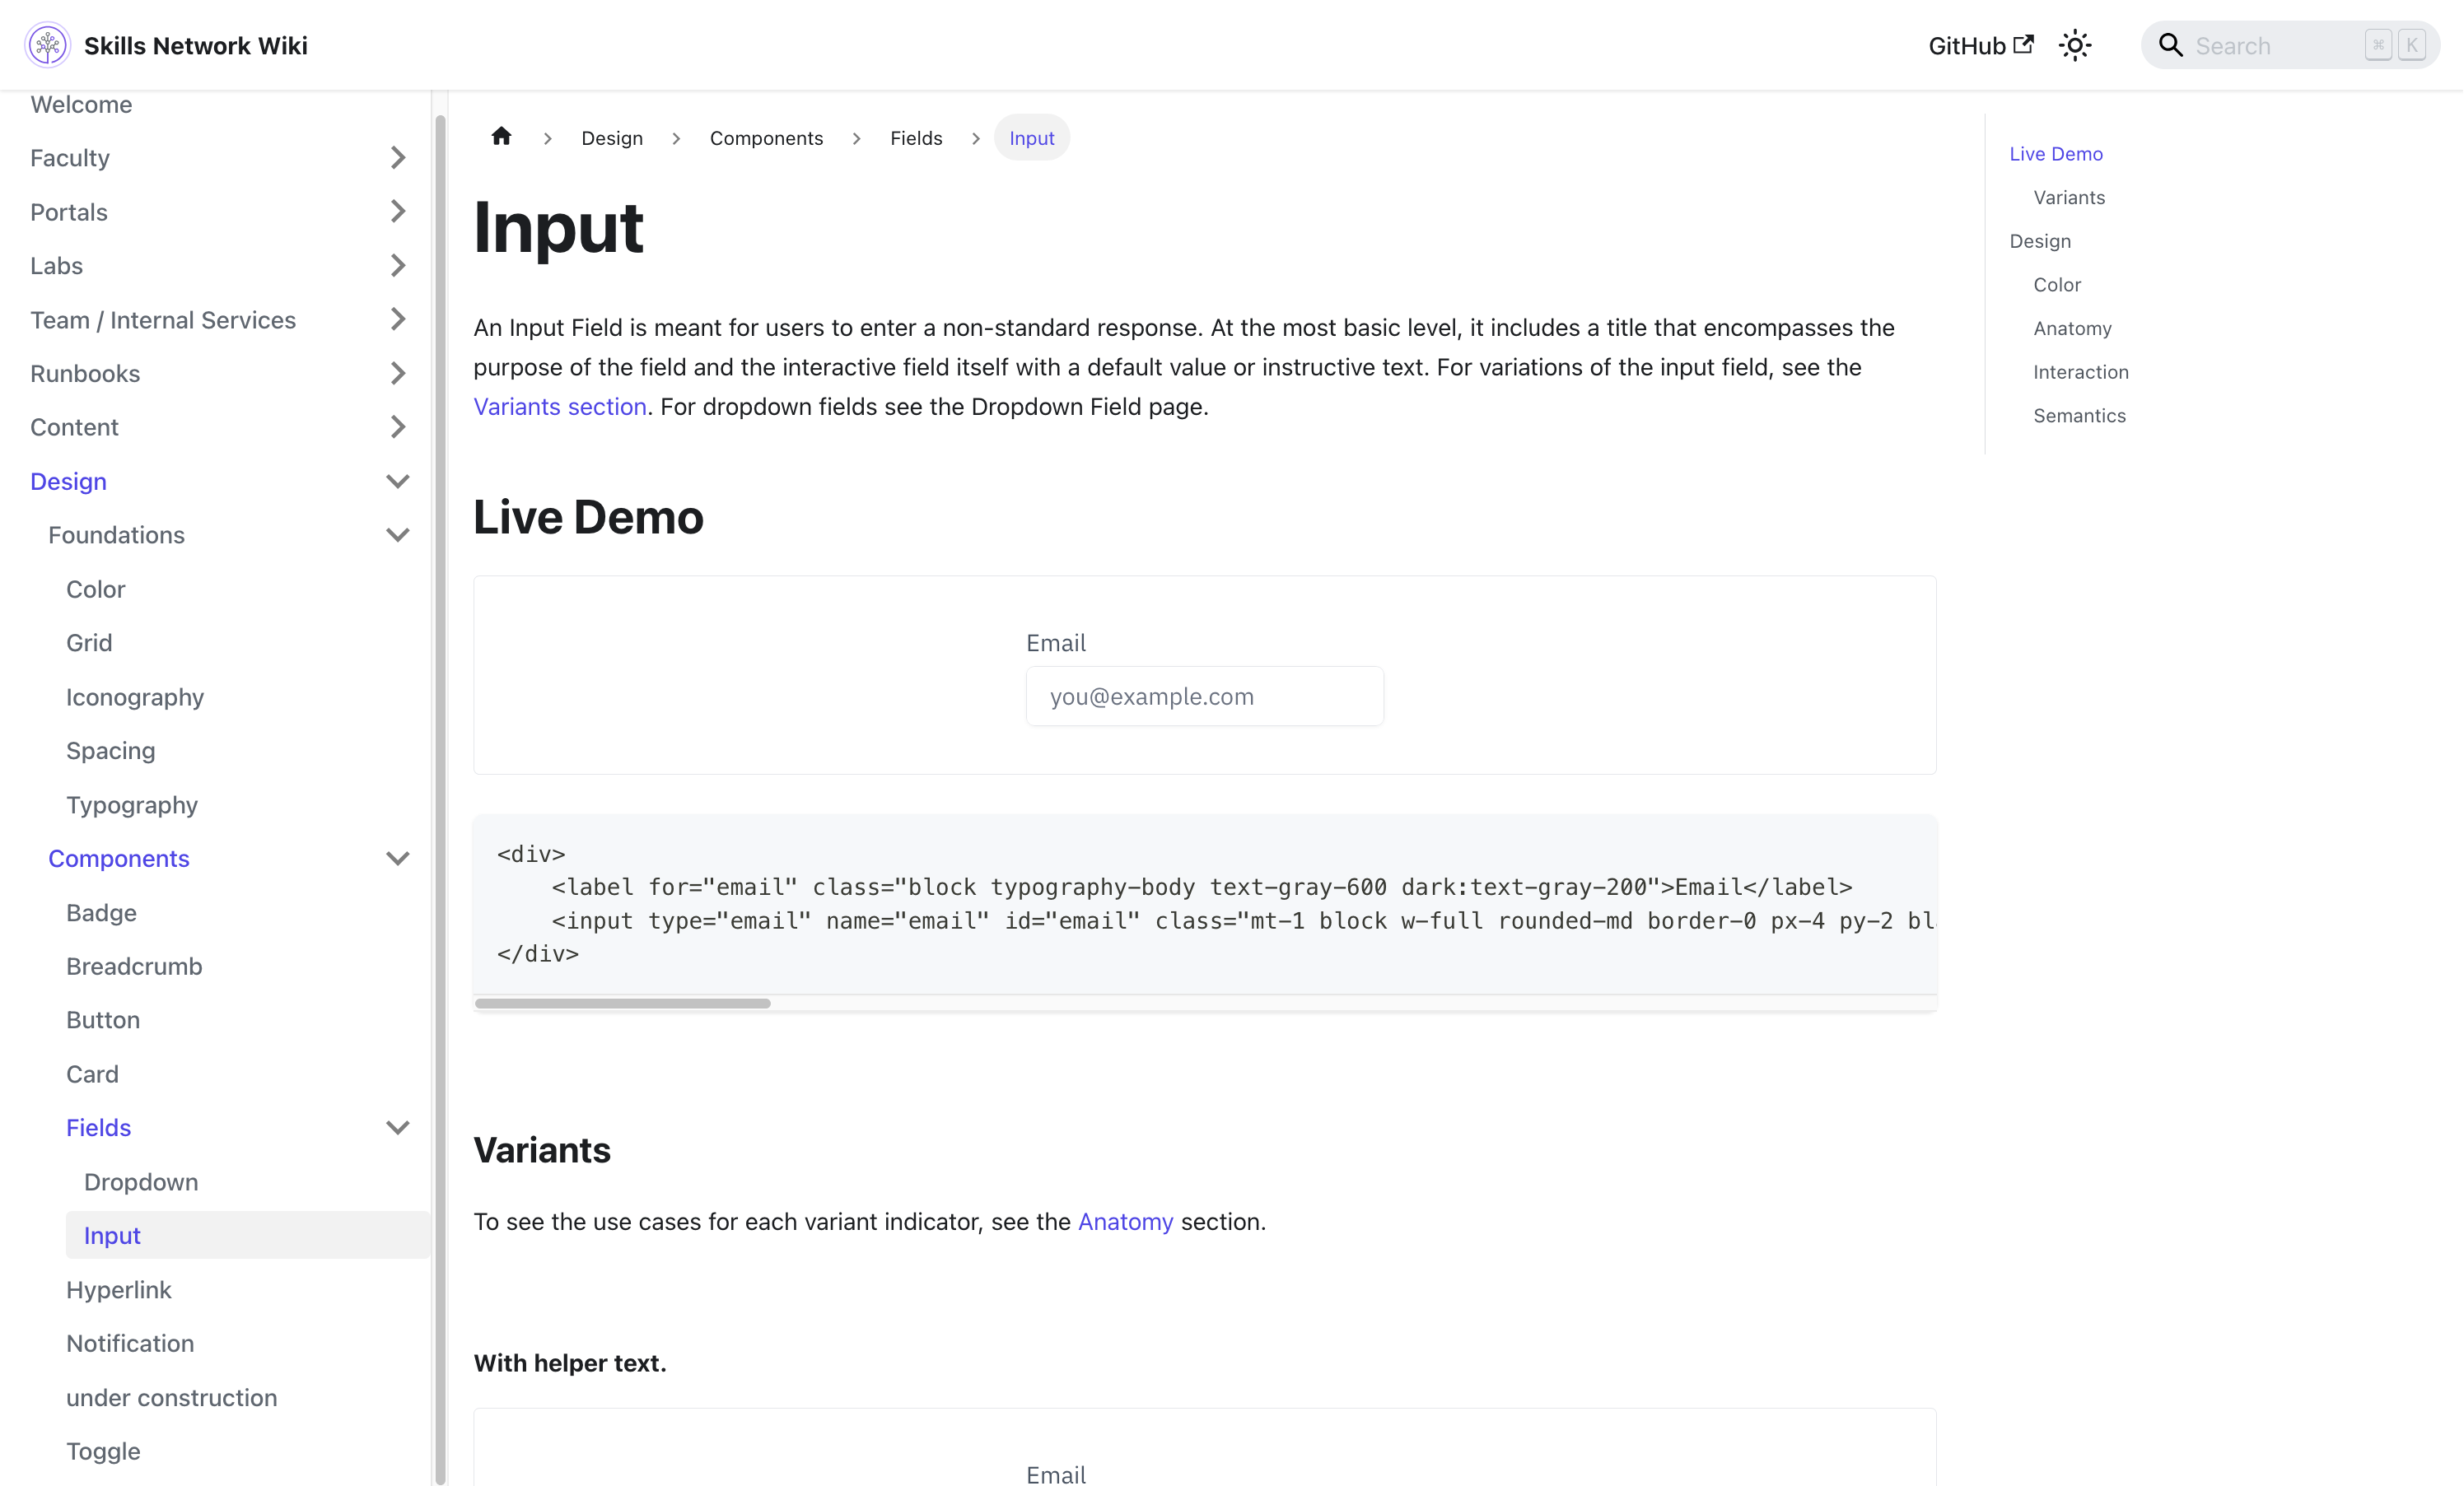 Skills Network Wiki
GitHub
Search
⌘ K
Welcome
Faculty
Portals
Labs
Team / Internal Services
Runbooks
Content
Design
Foundations
Color
Grid
Iconography
Spacing
Typography
Components
Badge
Breadcrumb
Button
Card
Fields
Dropdown
Input
Hyperlink
Notification
under construction
Toggle
Design
Components
Fields
Input
Input
An Input Field is meant for users to enter a non-standard response. At the most basic level, it includes a title that encompasses the
purpose of the field and the interactive field itself with a default value or instructive text. For variations of the input field, see the
Variants section. For dropdown fields see the Dropdown Field page.
Live Demo
Email
you@example.com
<div>
    <label for="email" class="block typography-body text-gray-600 dark:text-gray-200">Email</label>
    <input type="email" name="email" id="email" class="mt-1 block w-full rounded-md border-0 px-4 py-2
</div>
Variants
To see the use cases for each variant indicator, see the Anatomy section.
With helper text.
Email
Live Demo
Variants
Design
Color
Anatomy
Interaction
Semantics